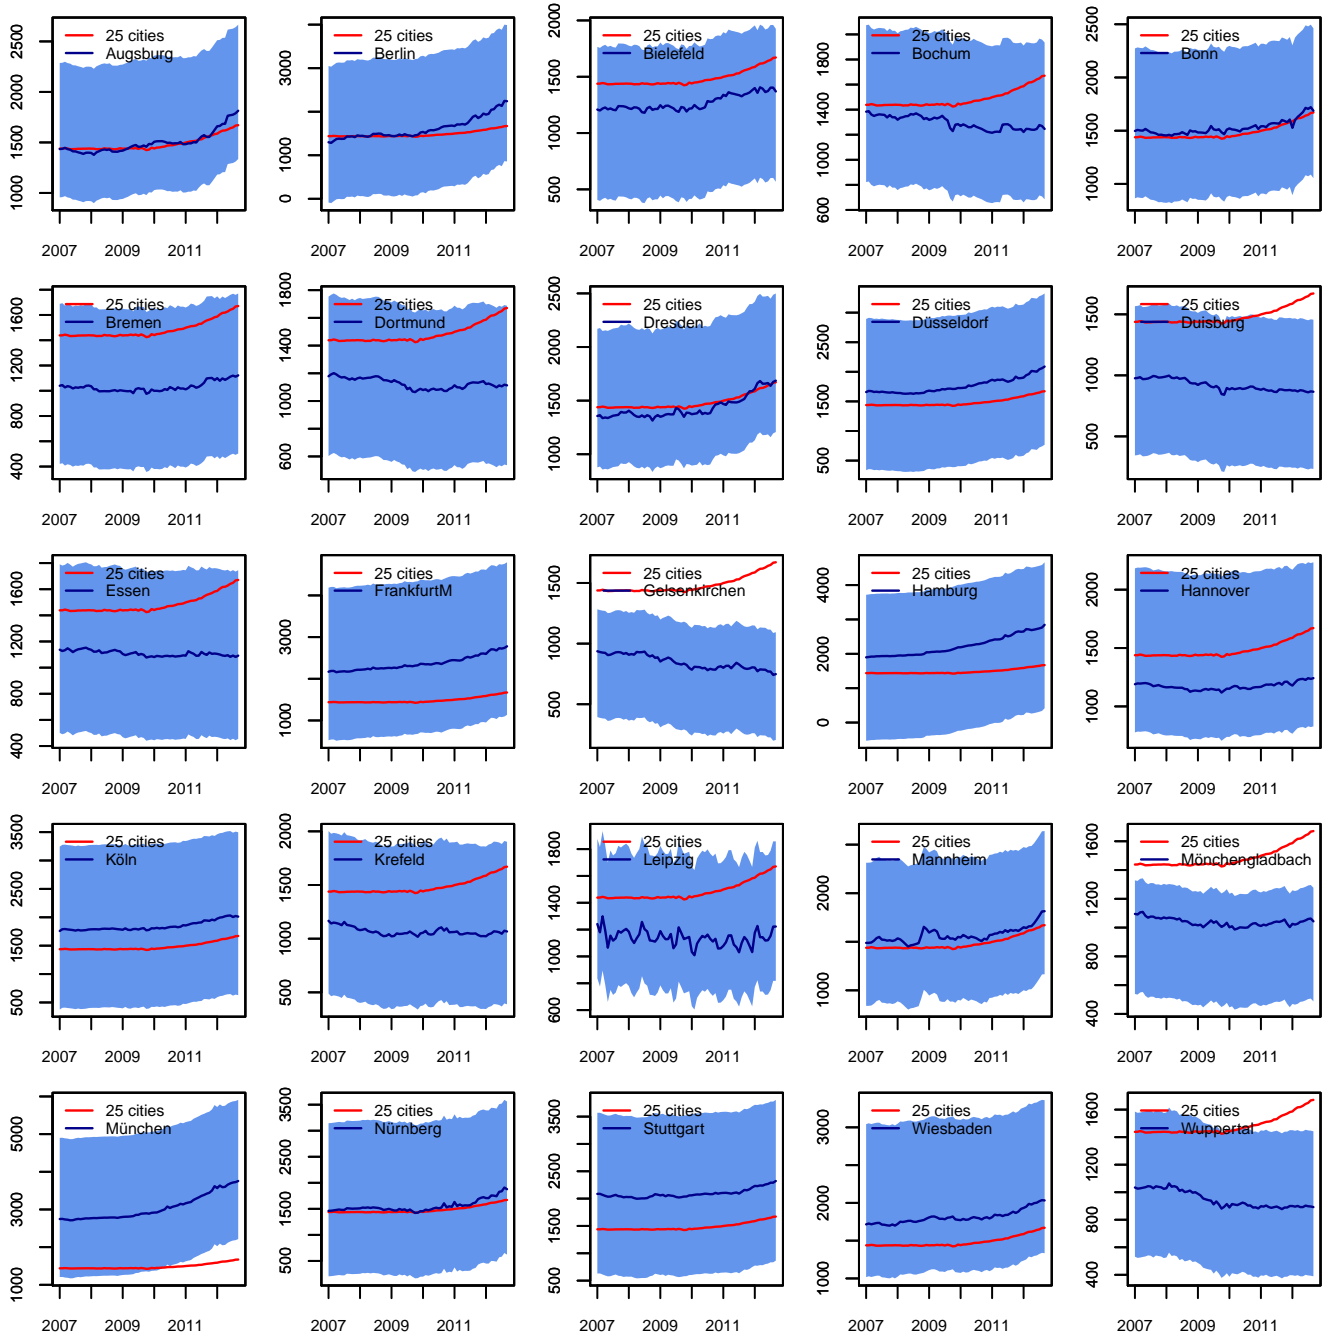 25 cities
Augsburg
1000 1500 2000 2500
2007 2009 2011
25 cities
Berlin
0 1000 3000
2007 2009 2011
25 cities
Bielefeld
500 1000 1500 2000
2007 2009 2011
25 cities
Bochum
600 800 1000 1400 1800
2007 2009 2011
25 cities
Bonn
1000 1500 2000 2500
2007 2009 2011
25 cities
Bremen
400 800 1200 1600
2007 2009 2011
25 cities
Dortmund
600 1000 1400 1800
2007 2009 2011
25 cities
Dresden
1000 1500 2000 2500
2007 2009 2011
25 cities
Düsseldorf
500 1500 2500
2007 2009 2011
25 cities
Duisburg
500 1000 1500
2007 2009 2011
25 cities
Essen
400 800 1200 1600
2007 2009 2011
25 cities
FrankfurtM
1000 3000
2007 2009 2011
25 cities
Gelsenkirchen
500 1000 1500
2007 2009 2011
25 cities
Hamburg
0 2000 4000
2007 2009 2011
25 cities
Hannover
1000 1500 2000
2007 2009 2011
25 cities
Köln
500 1500 2500 3500
2007 2009 2011
25 cities
Krefeld
500 1000 1500 2000
2007 2009 2011
25 cities
Leipzig
600 1000 1400 1800
2007 2009 2011
25 cities
Mannheim
1000 2000
2007 2009 2011
25 cities
Mönchengladbach
400 800 1200 1600
2007 2009 2011
25 cities
München
1000 3000 5000
2007 2009 2011
25 cities
Nürnberg
500 1500 2500 3500
2007 2009 2011
25 cities
Stuttgart
500 1500 2500 3500
2007 2009 2011
25 cities
Wiesbaden
1000 2000 3000
2007 2009 2011
25 cities
Wuppertal
400 800 1200 1600
2007 2009 2011